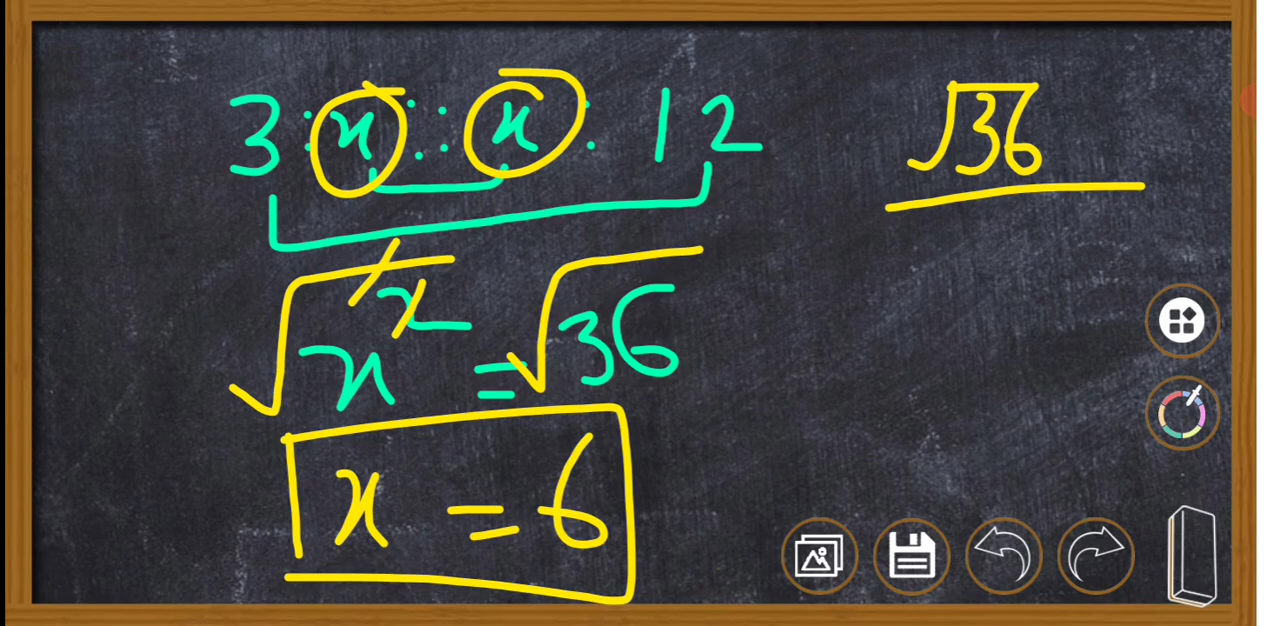 3 : x :: x : 12
√36
√x² = √36
x = 6